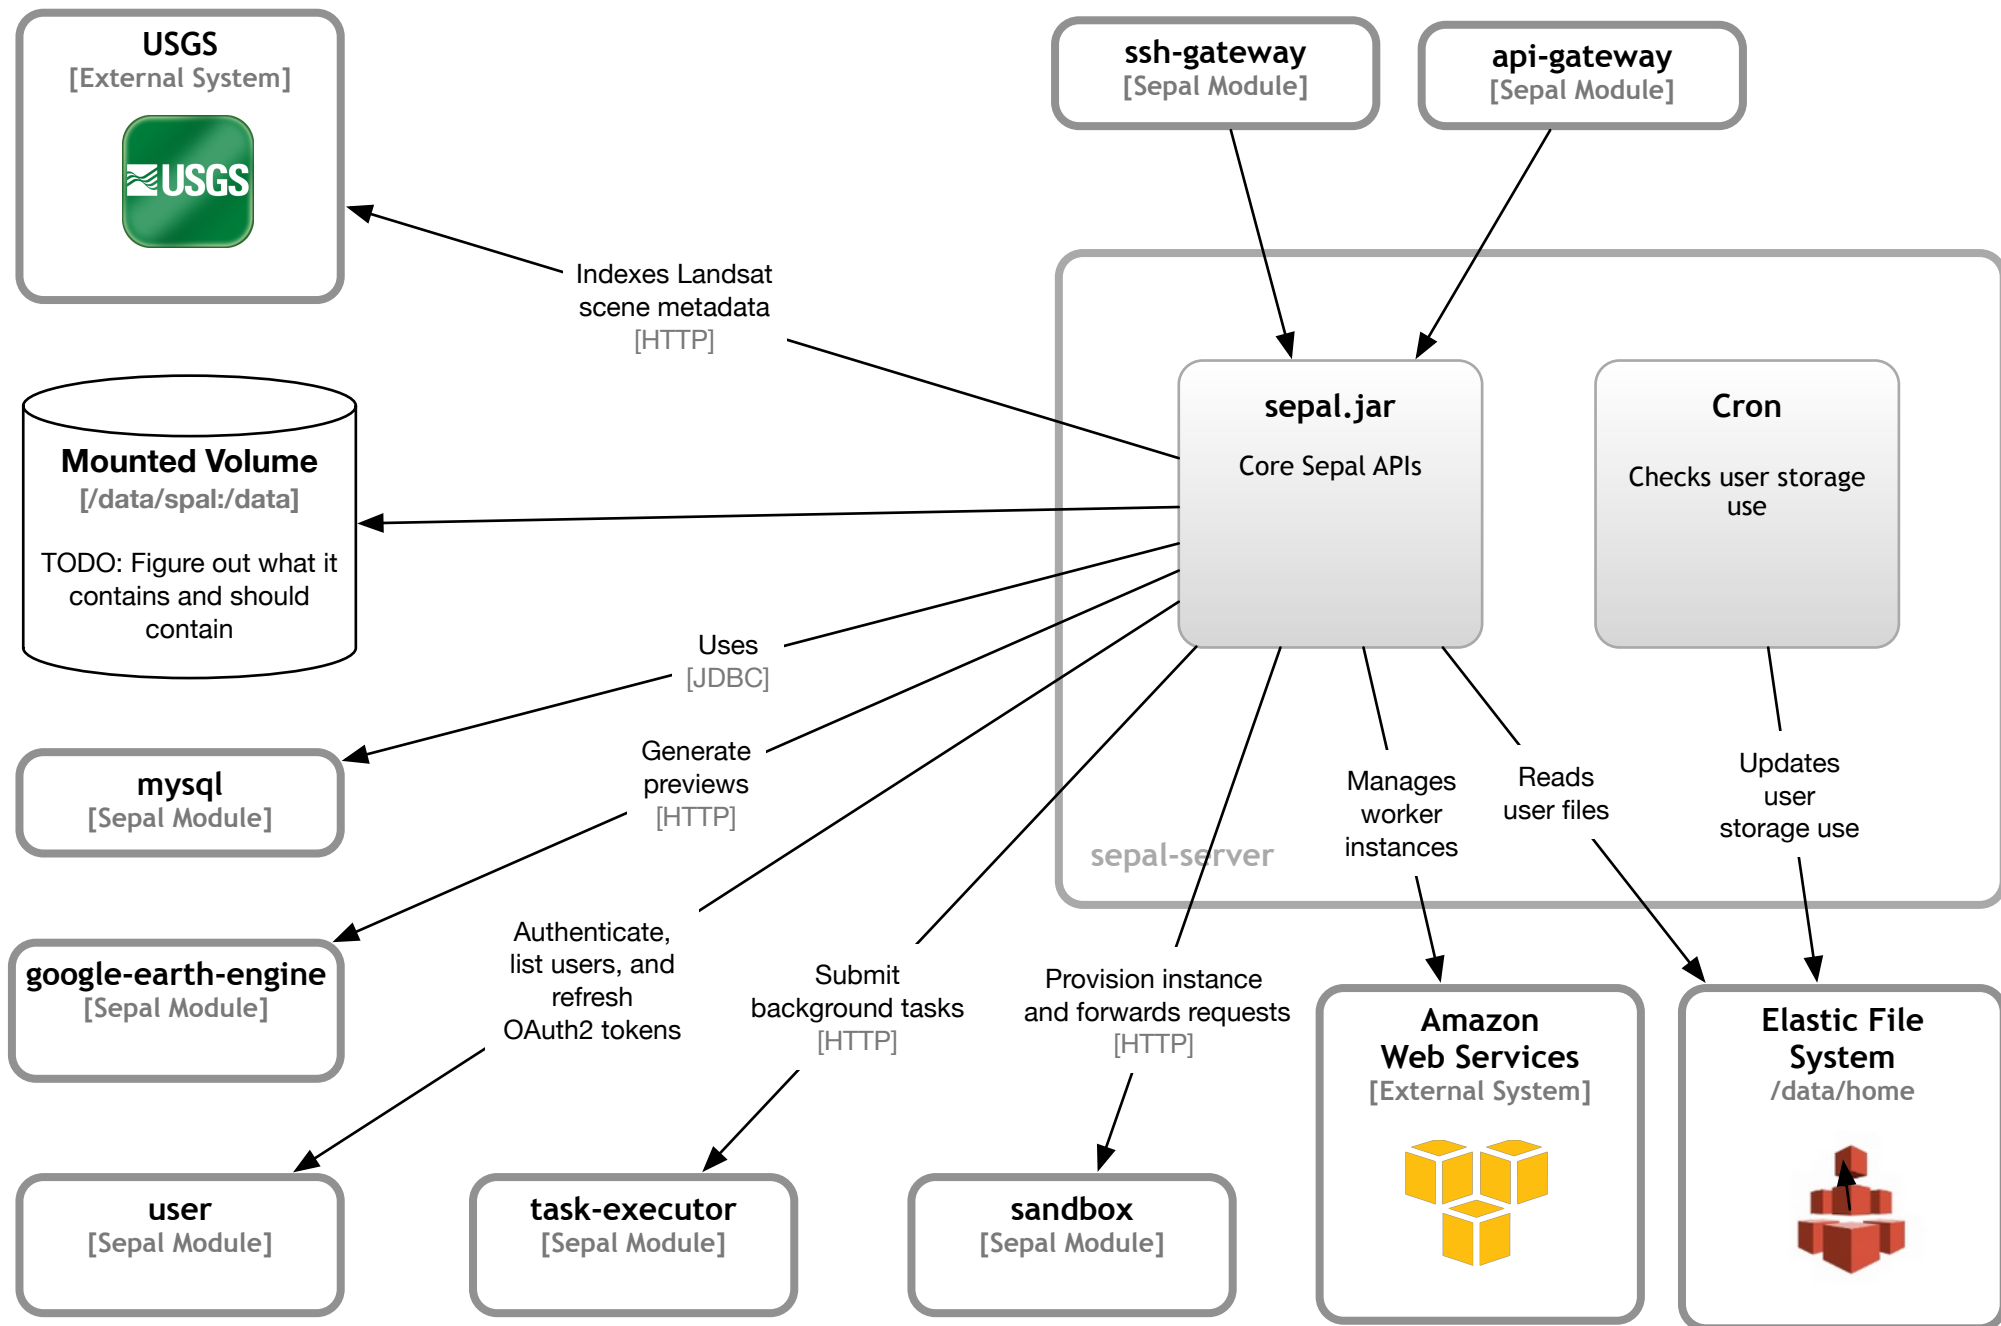 USGS
[External System]
USGS
ssh-gateway
[Sepal Module]
api-gateway
[Sepal Module]
Indexes Landsat
scene metadata
[HTTP]
Mounted Volume
[/data/spal:/data]
TODO: Figure out what it
contains and should
contain
sepal.jar
Core Sepal APIs
Cron
Checks user storage
use
Uses
[JDBC]
mysql
[Sepal Module]
Generate
previews
[HTTP]
Manages
worker
instances
Reads
user files
Updates
user
storage use
sepal-server
google-earth-engine
[Sepal Module]
Authenticate,
list users, and
refresh
OAuth2 tokens
Submit
background tasks
[HTTP]
Provision instance
and forwards requests
[HTTP]
Amazon
Web Services
[External System]
Elastic File
System
/data/home
user
[Sepal Module]
task-executor
[Sepal Module]
sandbox
[Sepal Module]